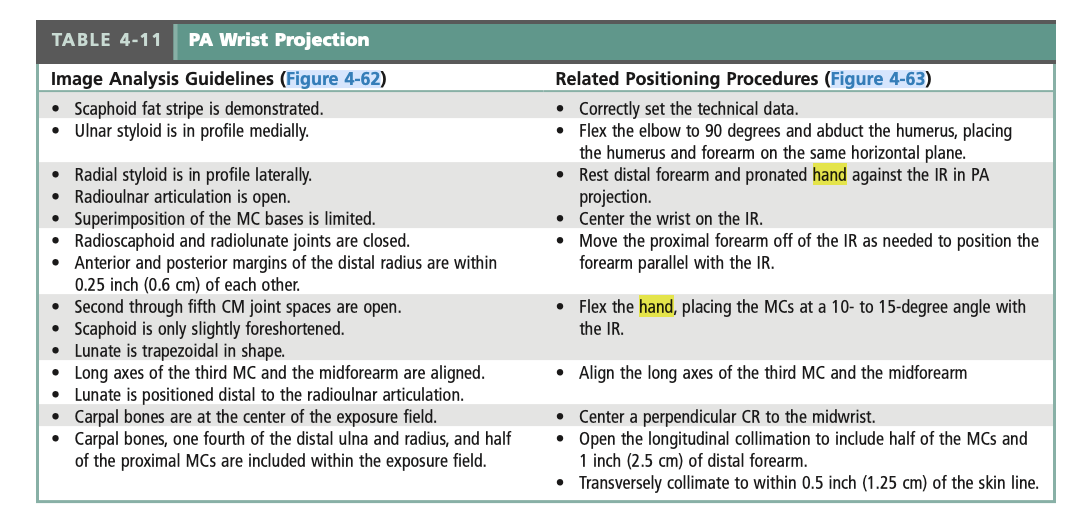 TABLE 4-11 PA Wrist Projection
Image Analysis Guidelines (Figure 4-62) Related Positioning Procedures (Figure 4-63)
• Scaphoid fat stripe is demonstrated. • Correctly set the technical data.
• Ulnar styloid is in profile medially. • Flex the elbow to 90 degrees and abduct the humerus, placing
the humerus and forearm on the same horizontal plane.
• Radial styloid is in profile laterally. • Rest distal forearm and pronated hand against the IR in PA
• Radioulnar articulation is open. projection.
• Superimposition of the MC bases is limited. • Center the wrist on the IR.
• Radioscaphoid and radiolunate joints are closed. • Move the proximal forearm off of the IR as needed to position the
• Anterior and posterior margins of the distal radius are within forearm parallel with the IR.
0.25 inch (0.6 cm) of each other.
• Second through fifth CM joint spaces are open. • Flex the hand, placing the MCs at a 10- to 15-degree angle with
• Scaphoid is only slightly foreshortened. the IR.
• Lunate is trapezoidal in shape.
• Long axes of the third MC and the midforearm are aligned. • Align the long axes of the third MC and the midforearm
• Lunate is positioned distal to the radioulnar articulation.
• Carpal bones are at the center of the exposure field. • Center a perpendicular CR to the midwrist.
• Carpal bones, one fourth of the distal ulna and radius, and half • Open the longitudinal collimation to include half of the MCs and
of the proximal MCs are included within the exposure field. 1 inch (2.5 cm) of distal forearm.
• Transversely collimate to within 0.5 inch (1.25 cm) of the skin line.